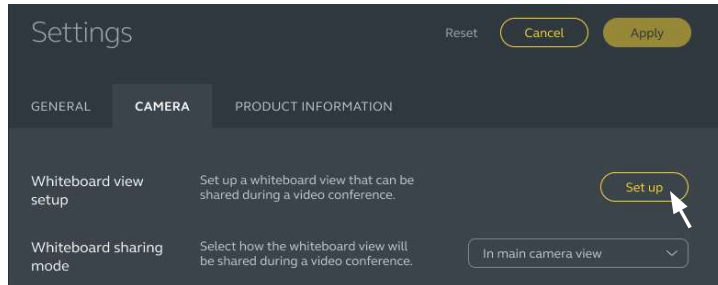 Settings
Reset
Cancel
Apply
GENERAL
CAMERA
PRODUCT INFORMATION
Whiteboard view
setup
Set up a whiteboard view that can be
shared during a video conference.
Set up
Whiteboard sharing
mode
Select how the whiteboard view will
be shared during a video conference.
In main camera view